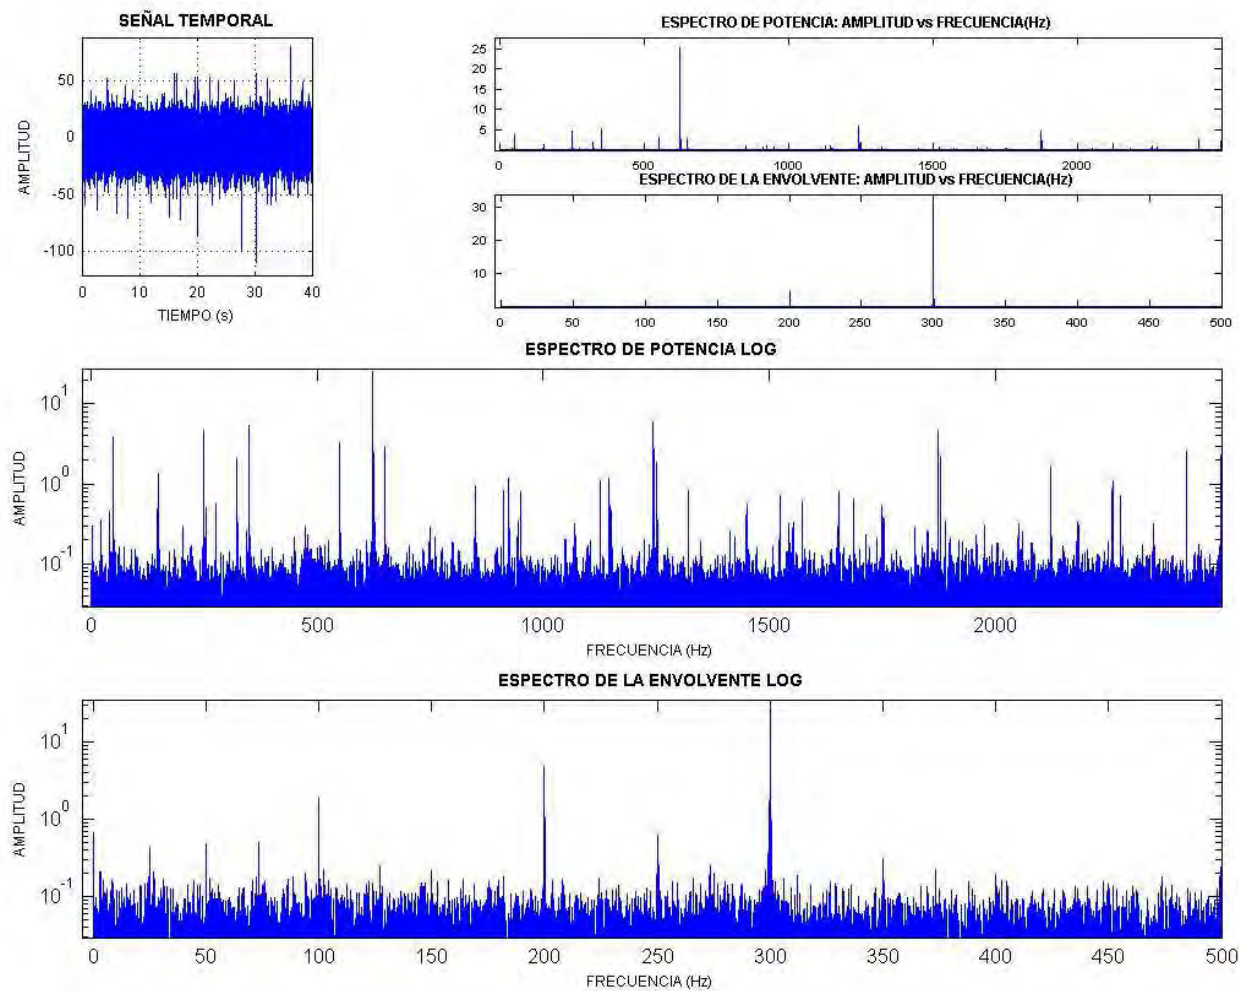 SEÑAL TEMPORAL
AMPLITUD
50
0
-50
-100
0 10 20 30 40
TIEMPO (s)
ESPECTRO DE POTENCIA: AMPLITUD vs FRECUENCIA(Hz)
25
20
15
10
5
500 1000 1500 2000
ESPECTRO DE LA ENVOLVENTE: AMPLITUD vs FRECUENCIA(Hz)
30
20
10
0 50 100 150 200 250 300 350 400 450 500
ESPECTRO DE POTENCIA LOG
AMPLITUD
10^1
10^0
10^-1
0 500 1000 1500 2000
FRECUENCIA (Hz)
ESPECTRO DE LA ENVOLVENTE LOG
AMPLITUD
10^1
10^0
10^-1
0 50 100 150 200 250 300 350 400 450 500
FRECUENCIA (Hz)